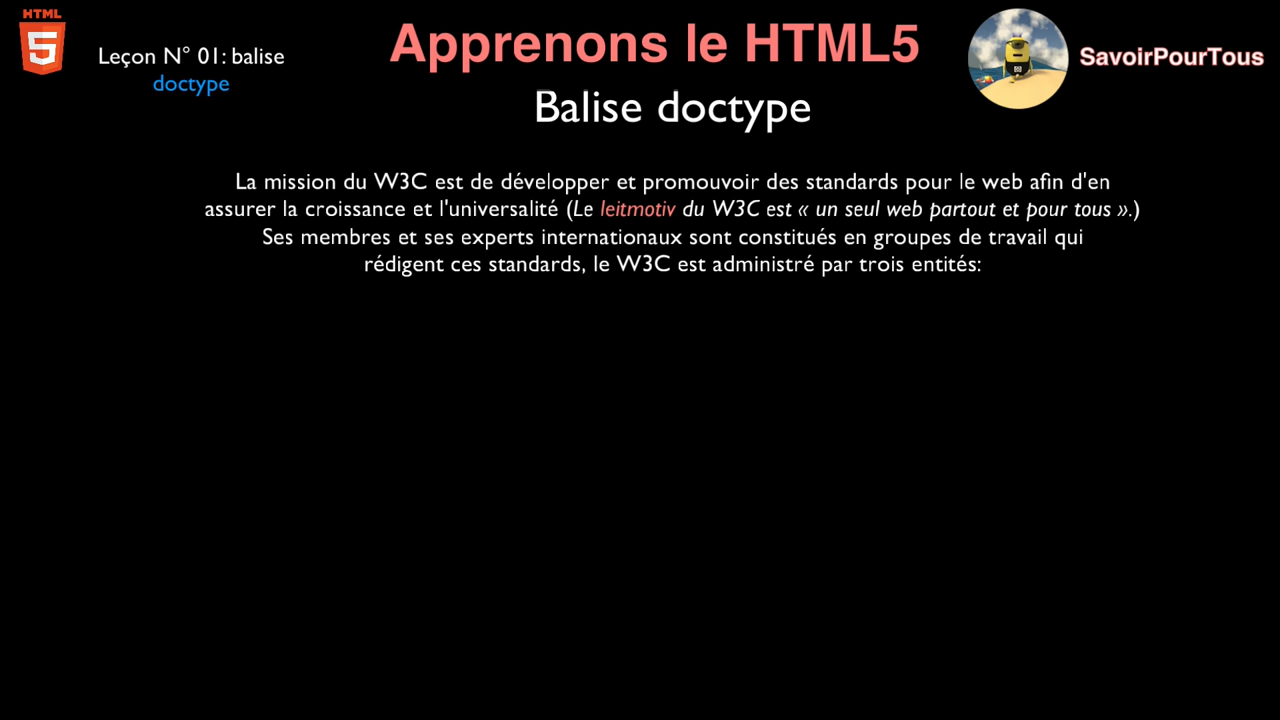 HTML
5
Leçon N° 01: balise
doctype
Apprenons le HTML5
Balise doctype
SavoirPourTous
La mission du W3C est de développer et promouvoir des standards pour le web afin d'en
assurer la croissance et l'universalité (Le leitmotiv du W3C est « un seul web partout et pour tous ».)
Ses membres et ses experts internationaux sont constitués en groupes de travail qui
rédigent ces standards, le W3C est administré par trois entités: